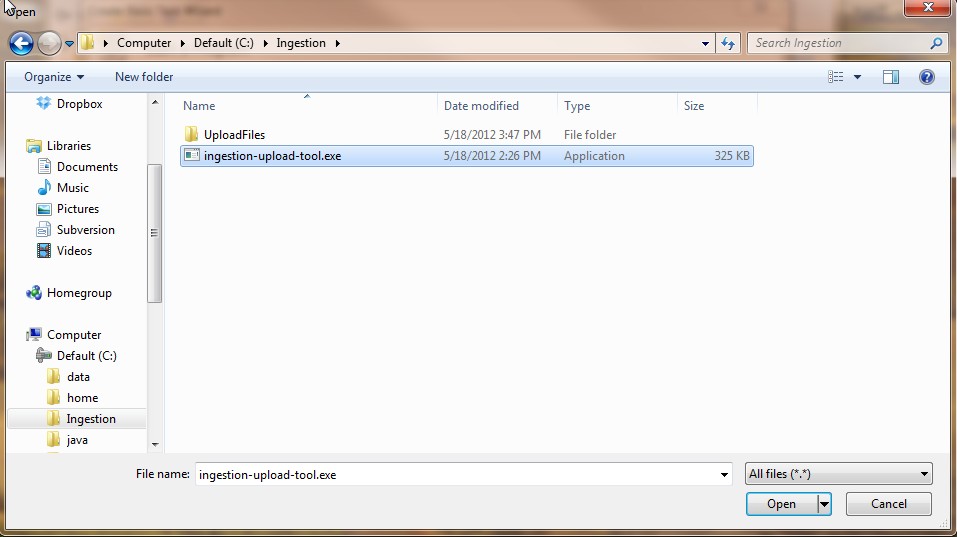 Open
Computer Default (C:) Ingestion
Search Ingestion
Organize New folder
Name Date modified Type Size
Dropbox
Libraries
Documents
Music
Pictures
Subversion
Videos
Homegroup
Computer
Default (C:)
data
home
Ingestion
java
UploadFiles 5/18/2012 3:47 PM File folder
ingestion-upload-tool.exe 5/18/2012 2:26 PM Application 325 KB
File name: ingestion-upload-tool.exe All files (*.*)
Open Cancel